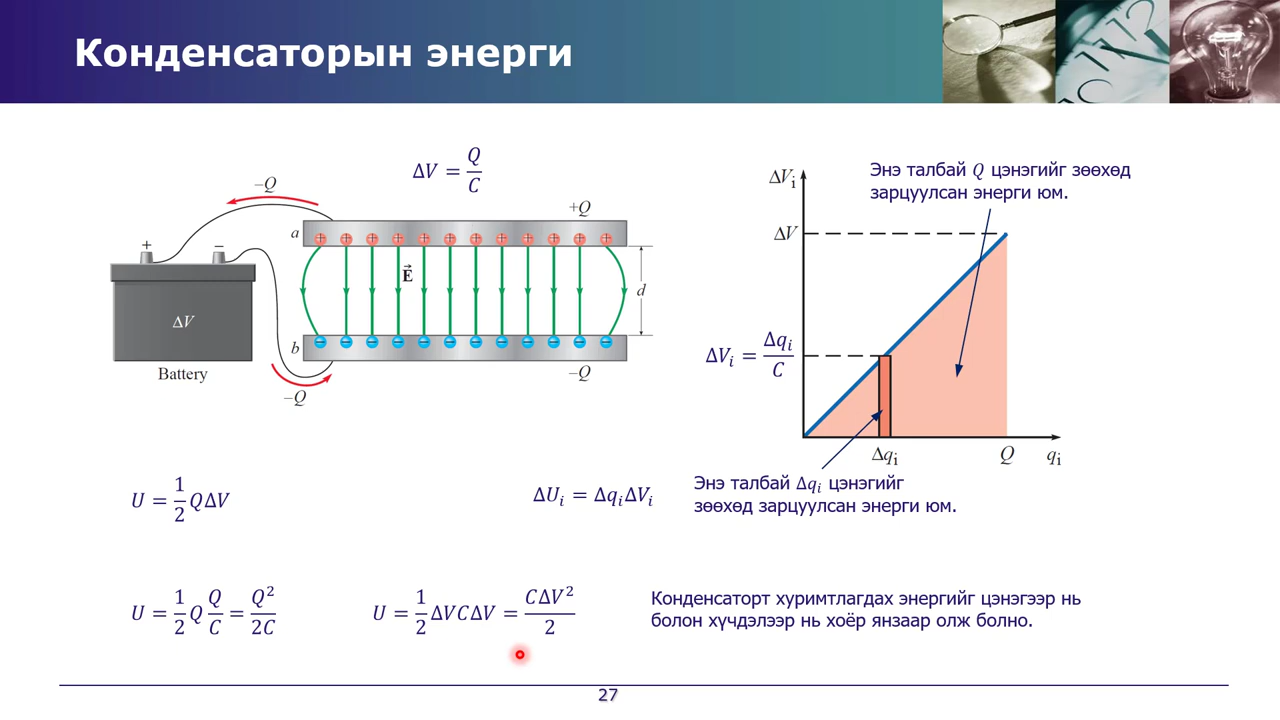 Конденсаторын энерги
ΔV = Q/C
–Q
+Q
a
+
–
E⃗
d
ΔV
b
Battery
–Q
–Q
Энэ талбай Q цэнэгийг зөөхөд
зарцуулсан энерги юм.
ΔVi
ΔV
ΔVᵢ = Δqᵢ/C
Δqi
Q
qi
U = 1/2 QΔV
ΔUᵢ = ΔqᵢΔVᵢ
Энэ талбай Δqᵢ цэнэгийг
зөөхөд зарцуулсан энерги юм.
U = 1/2 Q Q/C = Q²/2C
U = 1/2 ΔVCΔV = CΔV²/2
Конденсаторт хуримтлагдах энергийг цэнэгээр нь
болон хүчдэлээр нь хоёр янзаар олж болно.
27